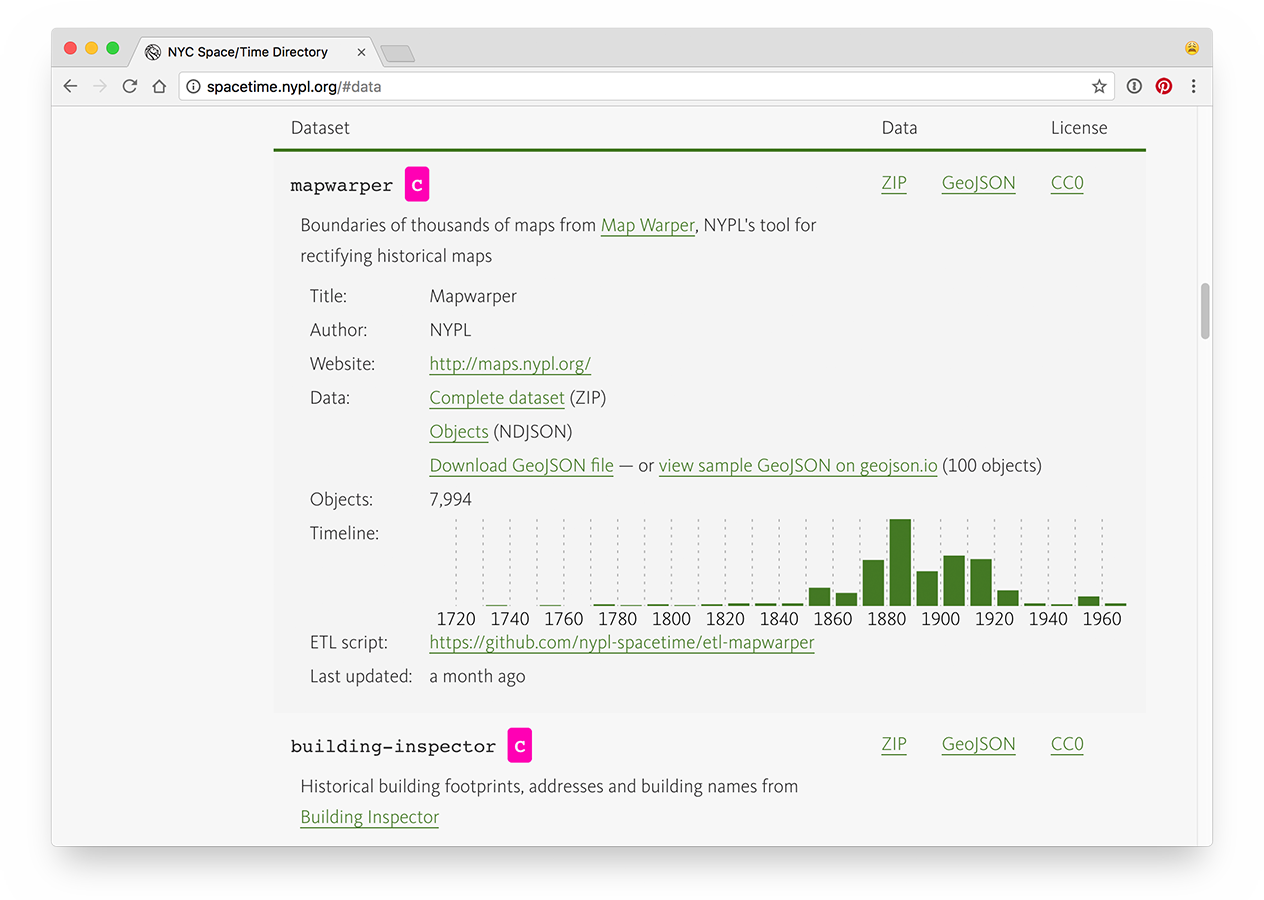 NYC Space/Time Directory
spacetime.nypl.org/#data
Dataset Data License
mapwarper C ZIP GeoJSON CC0
Boundaries of thousands of maps from Map Warper, NYPL's tool for
rectifying historical maps
Title: Mapwarper
Author: NYPL
Website: http://maps.nypl.org/
Data: Complete dataset (ZIP)
Objects (NDJSON)
Download GeoJSON file — or view sample GeoJSON on geojson.io (100 objects)
Objects: 7,994
Timeline:
1720 1740 1760 1780 1800 1820 1840 1860 1880 1900 1920 1940 1960
ETL script: https://github.com/nypl-spacetime/etl-mapwarper
Last updated: a month ago
building-inspector C ZIP GeoJSON CC0
Historical building footprints, addresses and building names from
Building Inspector